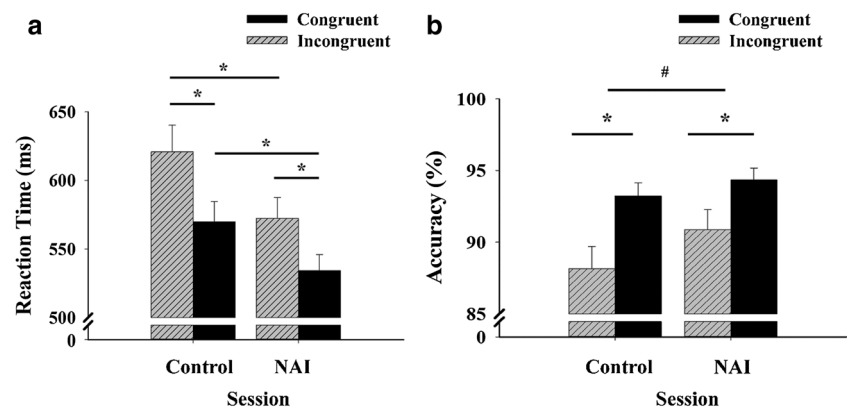 a
Congruent
Incongruent
*
*
*
*
Reaction Time (ms)
650
600
550
500
0
Control
NAI
Session
b
Congruent
Incongruent
#
*
*
Accuracy (%)
100
95
90
85
0
Control
NAI
Session